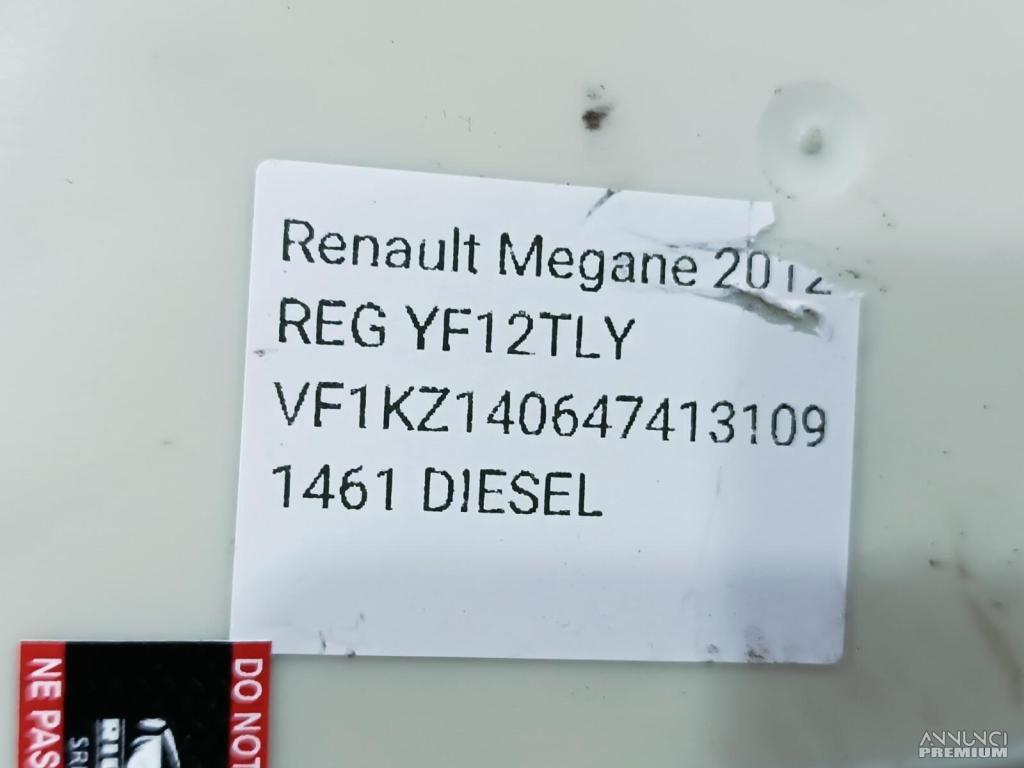 Renault Megane 2012
REG YF12TLY
VF1KZ140647413109
1461 DIESEL
DO NOT
NE PAS
ANNUNCI
PREMIUM